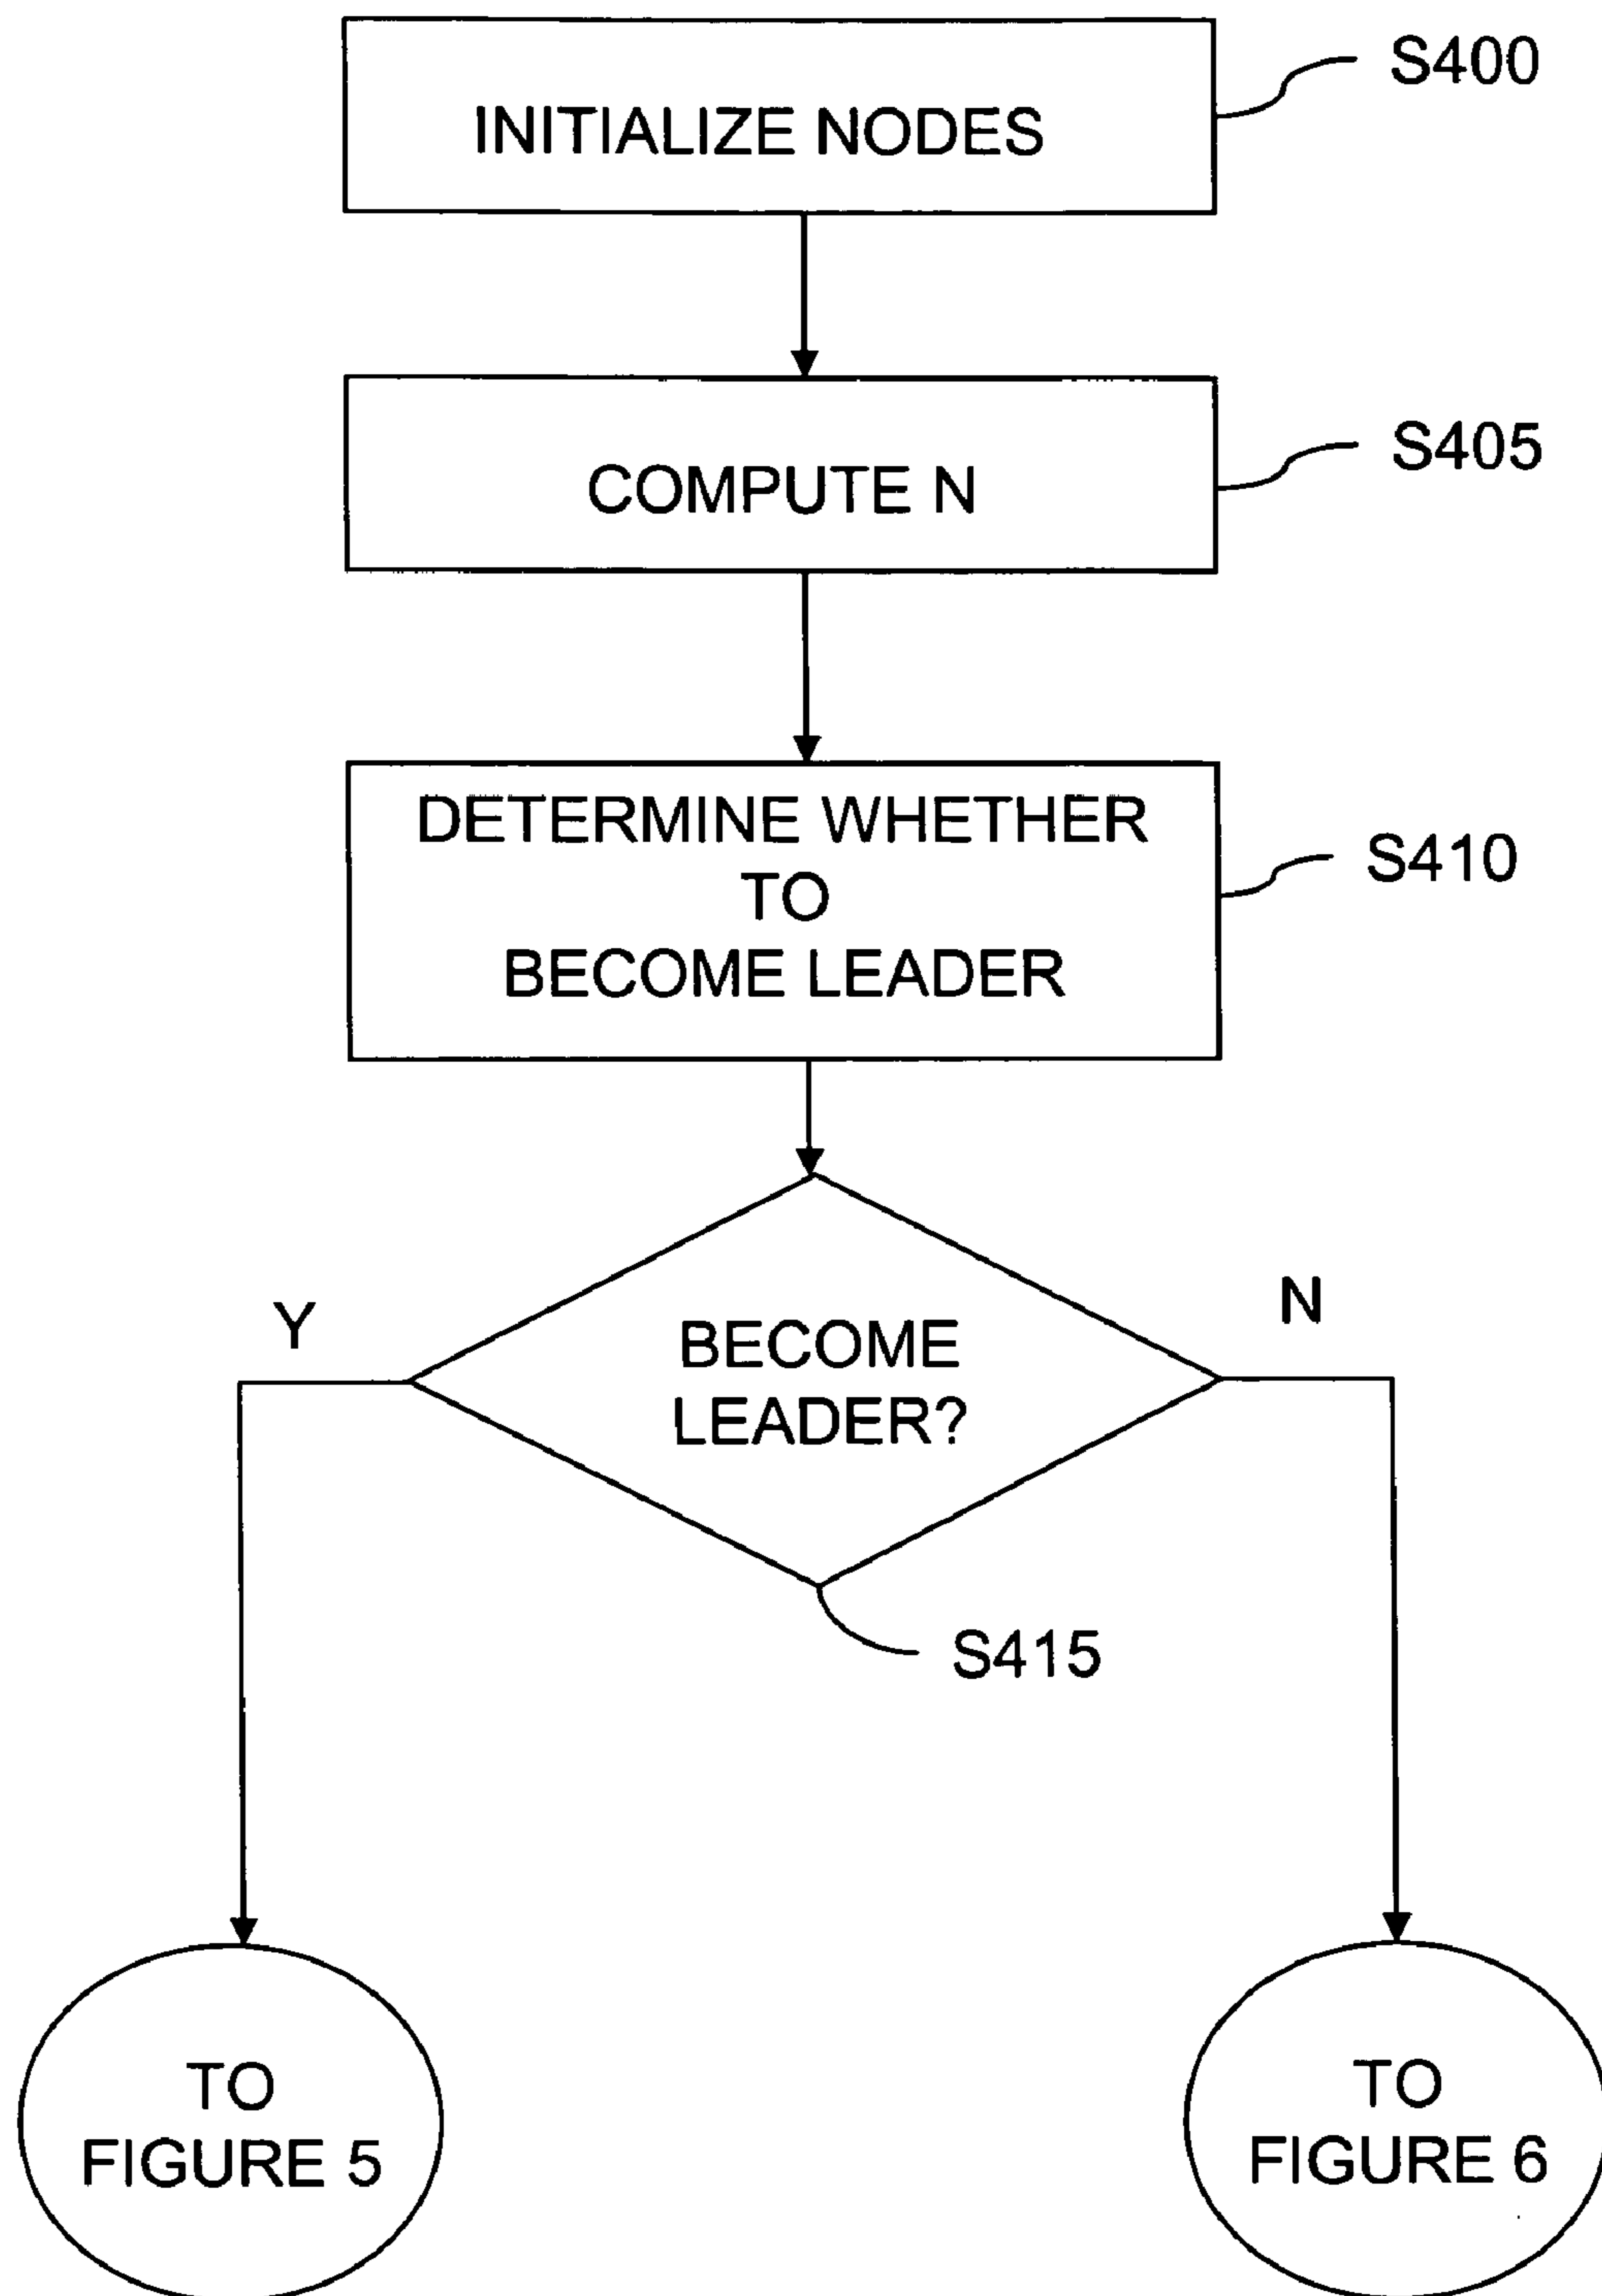 S400
INITIALIZE NODES
S405
COMPUTE N
DETERMINE WHETHER
TO
BECOME LEADER
S410
Y
N
BECOME
LEADER?
S415
TO
FIGURE 5
TO
FIGURE 6